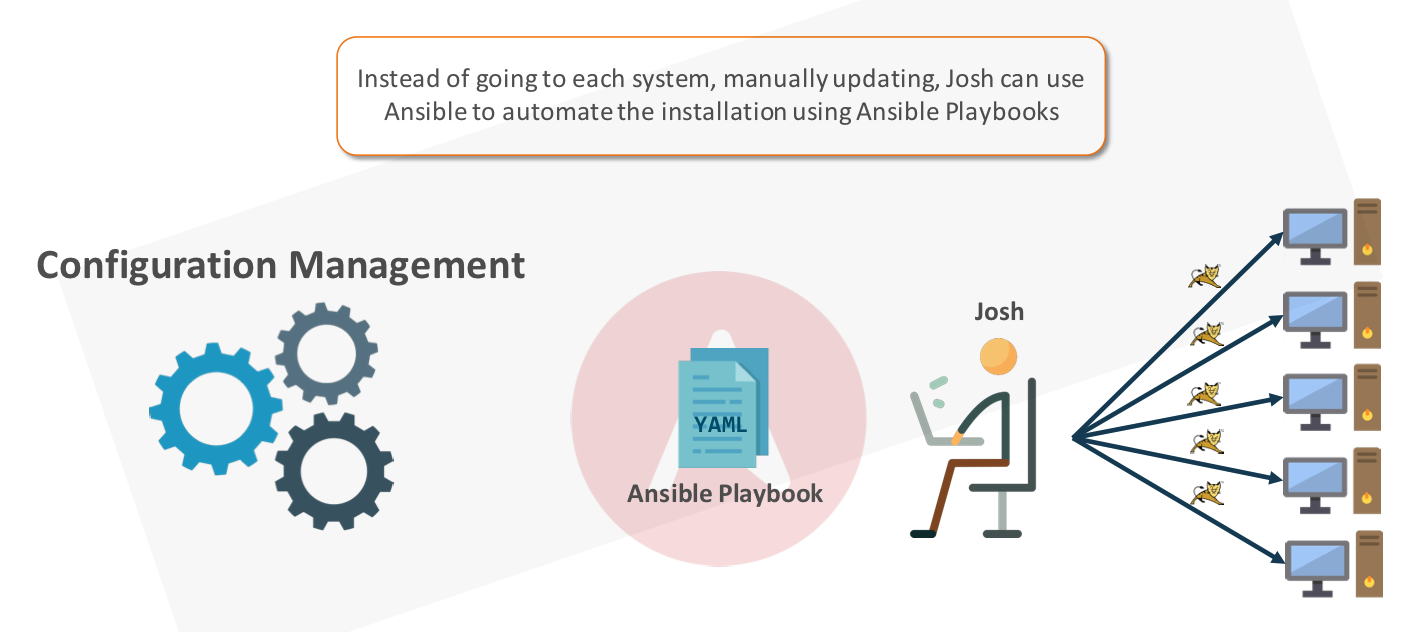 Instead of going to each system, manually updating, Josh can use
Ansible to automate the installation using Ansible Playbooks
Configuration Management
Josh
YAML
Ansible Playbook